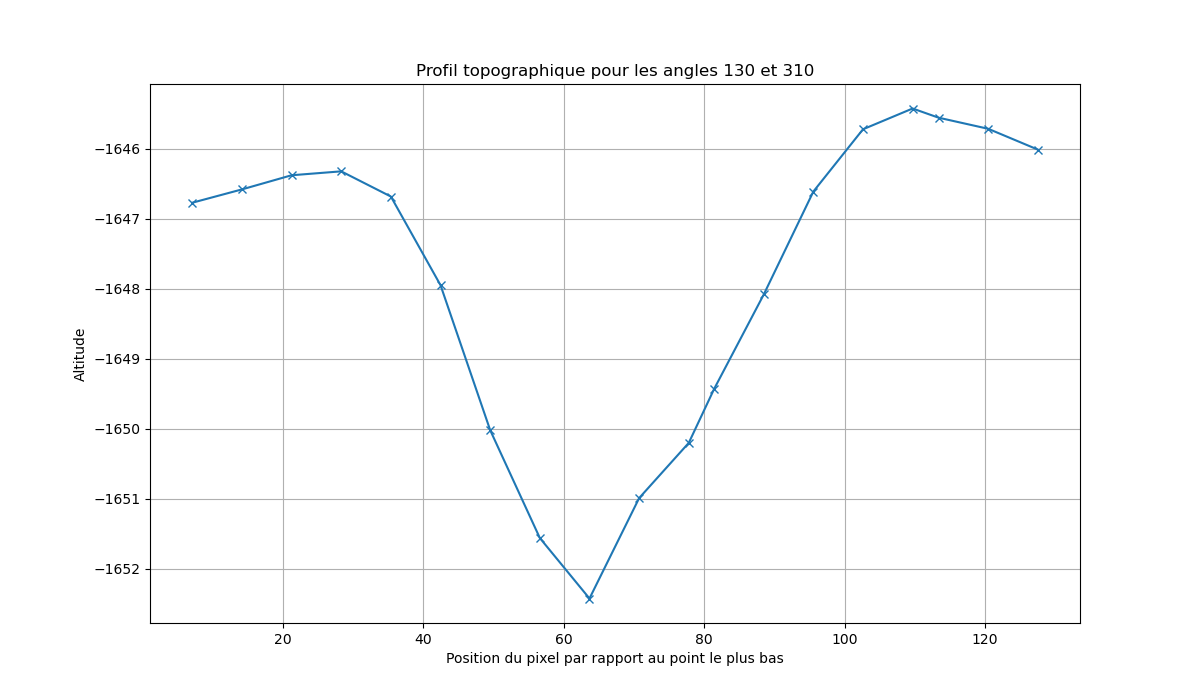 Profil topographique pour les angles 130 et 310
Altitude
−1646
−1647
−1648
−1649
−1650
−1651
−1652
20 40 60 80 100 120
Position du pixel par rapport au point le plus bas